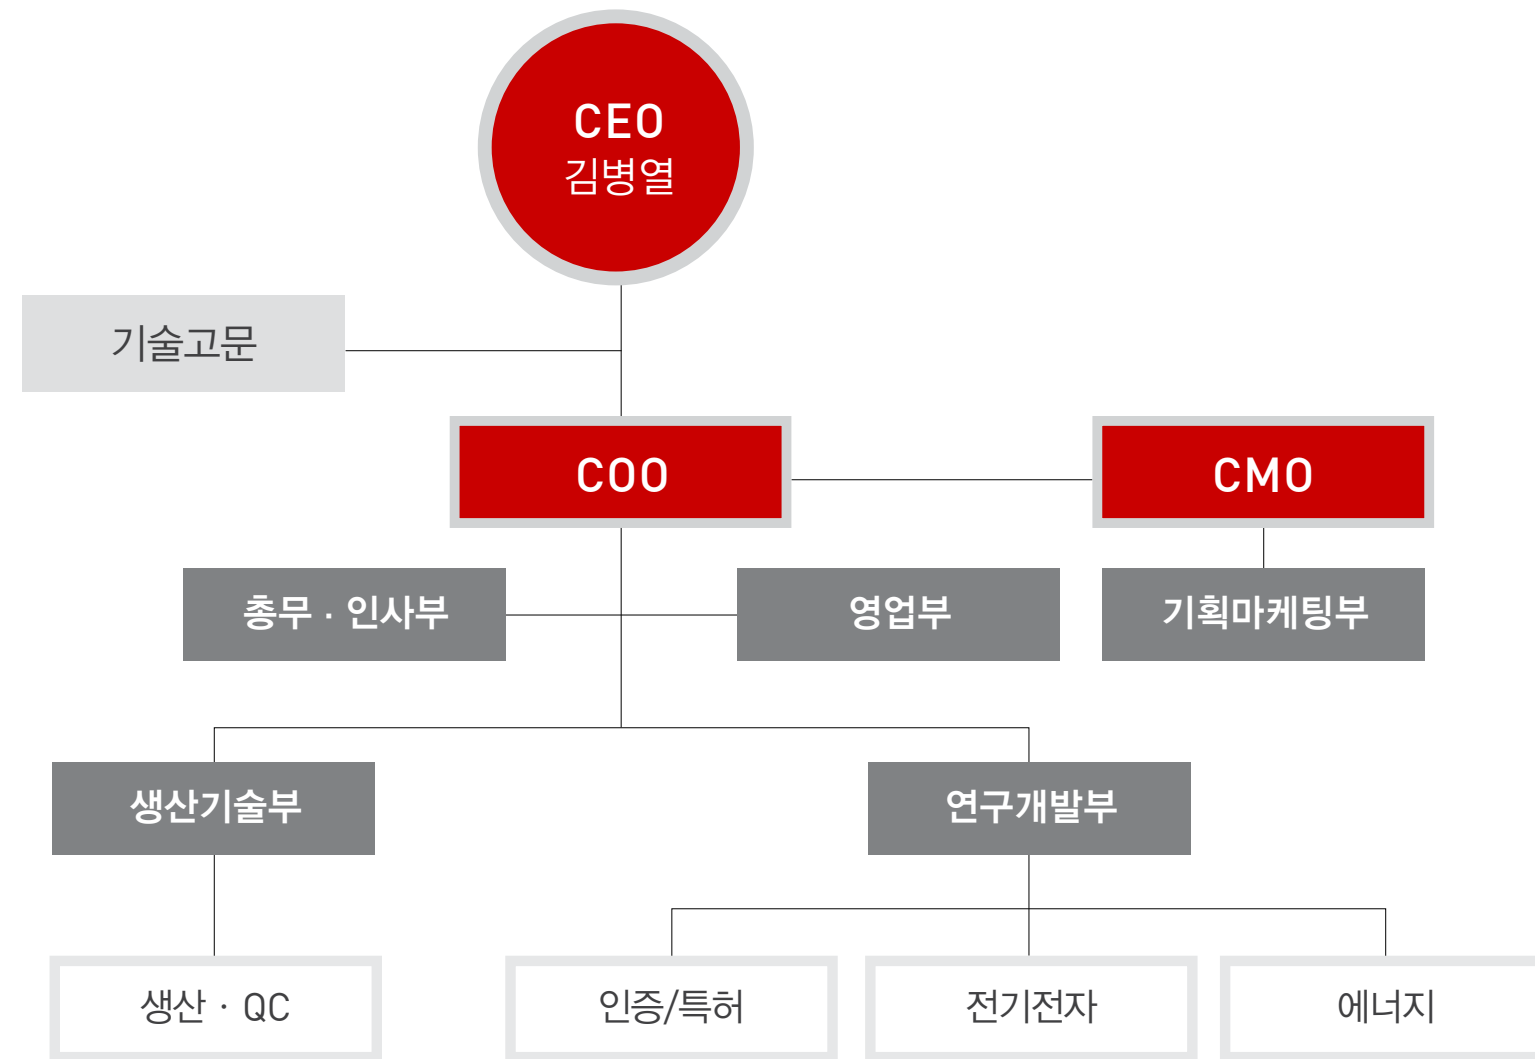 CEO
김병열
기술고문
COO
CMO
총무 · 인사부
영업부
기획마케팅부
생산기술부
연구개발부
생산 · QC
인증/특허
전기전자
에너지